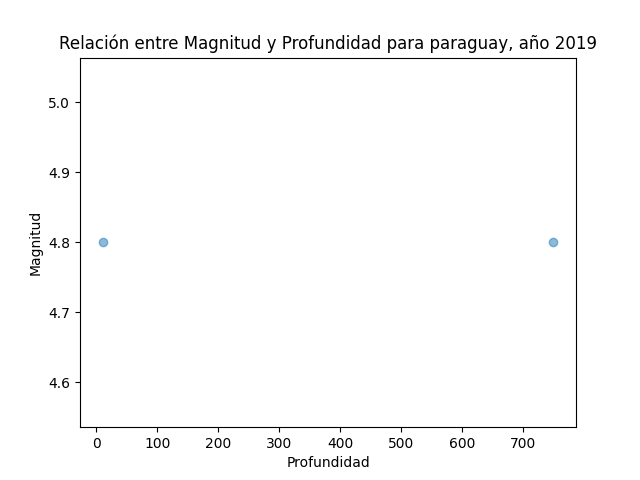 Relación entre Magnitud y Profundidad para paraguay, año 2019
5.0
4.9
4.8
4.7
4.6
Magnitud
0 100 200 300 400 500 600 700
Profundidad